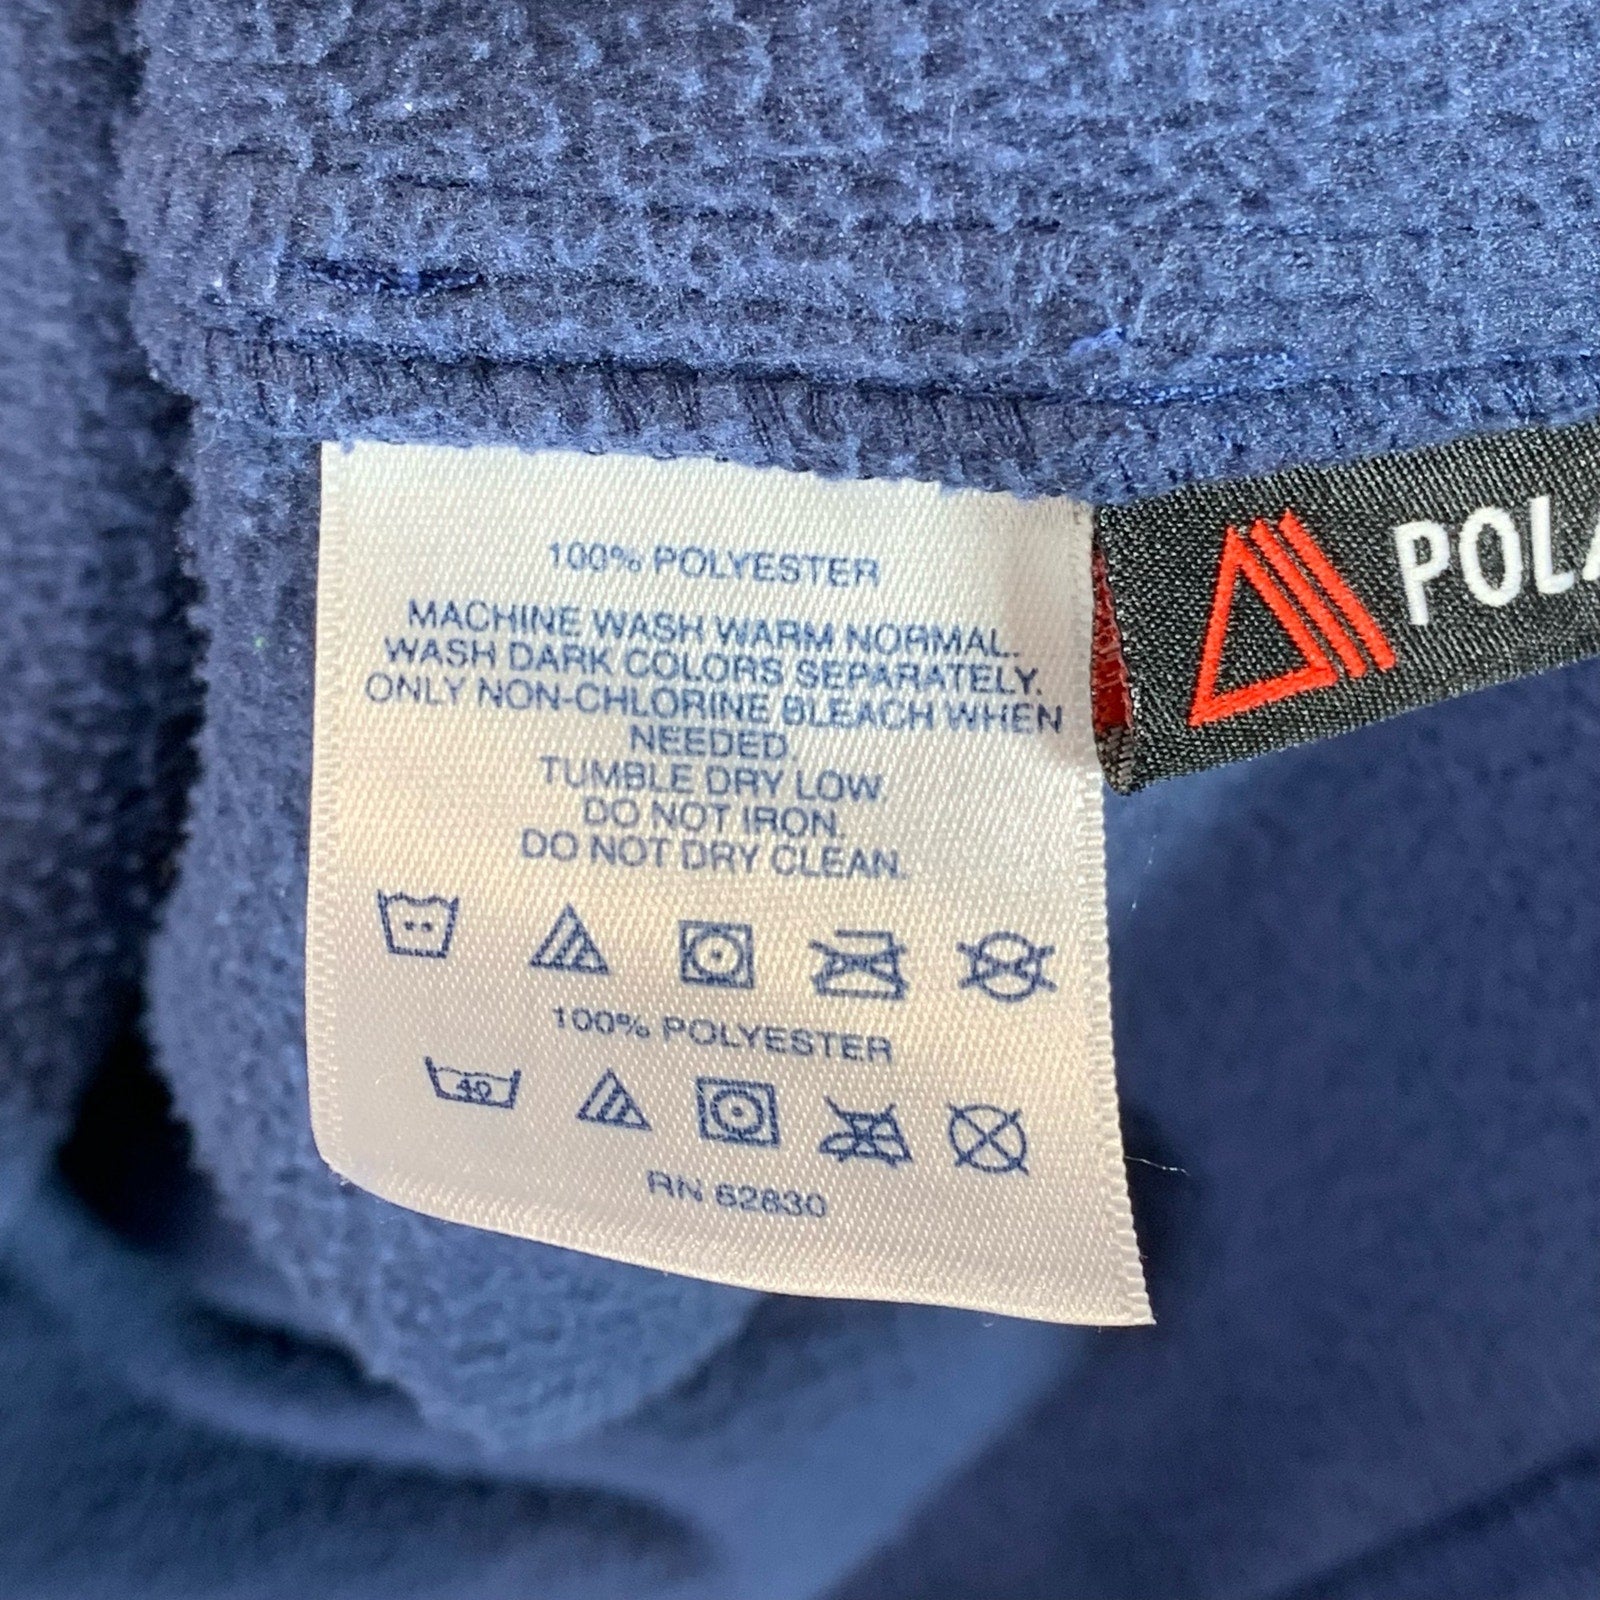 100% POLYESTER
MACHINE WASH WARM NORMAL.
WASH DARK COLORS SEPARATELY.
ONLY NON-CHLORINE BLEACH WHEN
NEEDED.
TUMBLE DRY LOW.
DO NOT IRON.
DO NOT DRY CLEAN.
100% POLYESTER
40
RN 62830
POLA